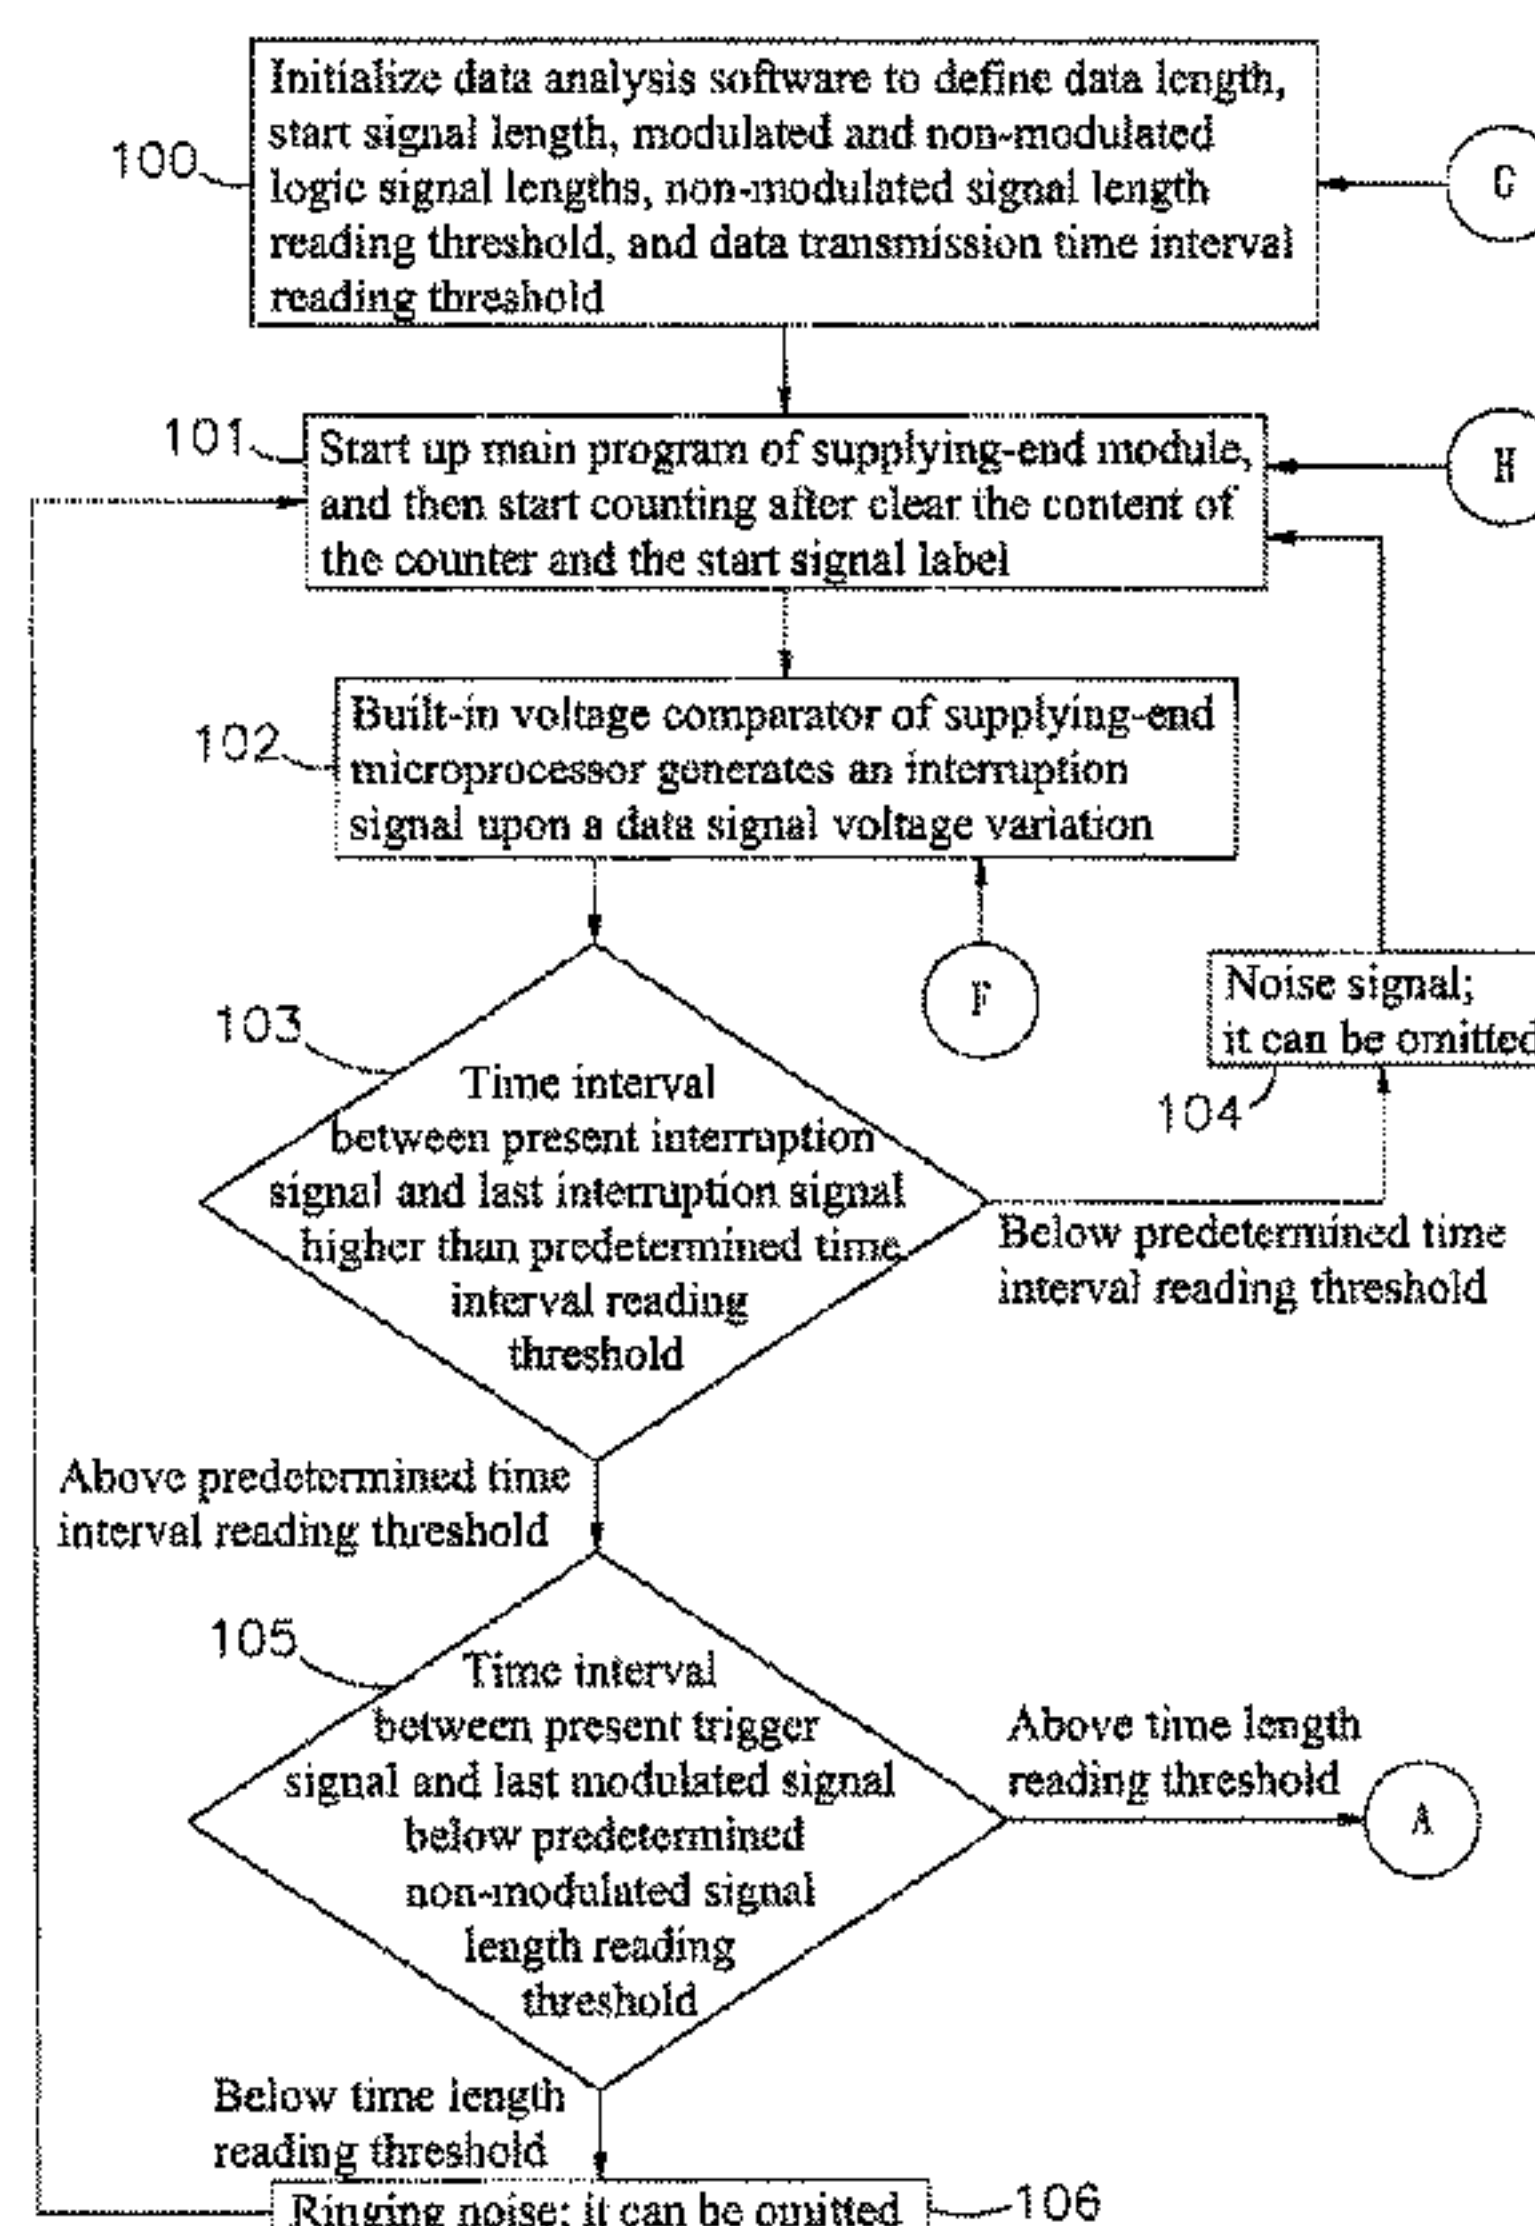 Initialize data analysis software to define data length,
start signal length, modulated and non-modulated
logic signal lengths, non-modulated signal length
reading threshold, and data transmission time interval
reading threshold
100
G
101
Start up main program of supplying-end module,
and then start counting after clear the content of
the counter and the start signal label
H
102
Built-in voltage comparator of supplying-end
microprocessor generates an interruption
signal upon a data signal voltage variation
F
Noise signal;
it can be omitted
104
103
Time interval
between present interruption
signal and last interruption signal
higher than predetermined time
interval reading
threshold
Below predetermined time
interval reading threshold
Above predetermined time
interval reading threshold
105
Time interval
between present trigger
signal and last modulated signal
below predetermined
non-modulated signal
length reading
threshold
Above time length
reading threshold
A
Below time length
reading threshold
Ringing noise; it can be omitted
106